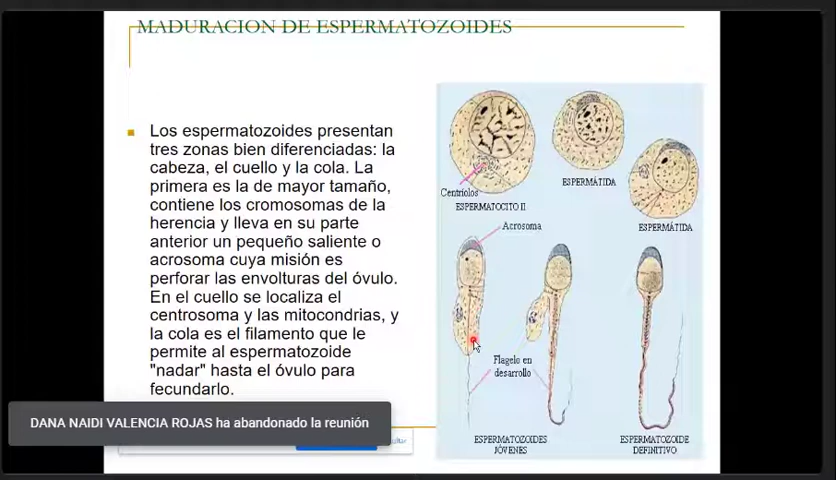 MADURACION DE ESPERMATOZOIDES
Los espermatozoides presentan
tres zonas bien diferenciadas: la
cabeza, el cuello y la cola. La
primera es la de mayor tamaño,
contiene los cromosomas de la
herencia y lleva en su parte
anterior un pequeño saliente o
acrosoma cuya misión es
perforar las envolturas del óvulo.
En el cuello se localiza el
centrosoma y las mitocondrias, y
la cola es el filamento que le
permite al espermatozoide
"nadar" hasta el óvulo para
fecundarlo.
Centríolos
ESPERMATOCITO II
ESPERMÁTIDA
ESPERMÁTIDA
Acrosoma
Flagelo en
desarrollo
ESPERMATOZOIDES
JÓVENES
ESPERMATOZOIDE
DEFINITIVO
DANA NAIDI VALENCIA ROJAS ha abandonado la reunión